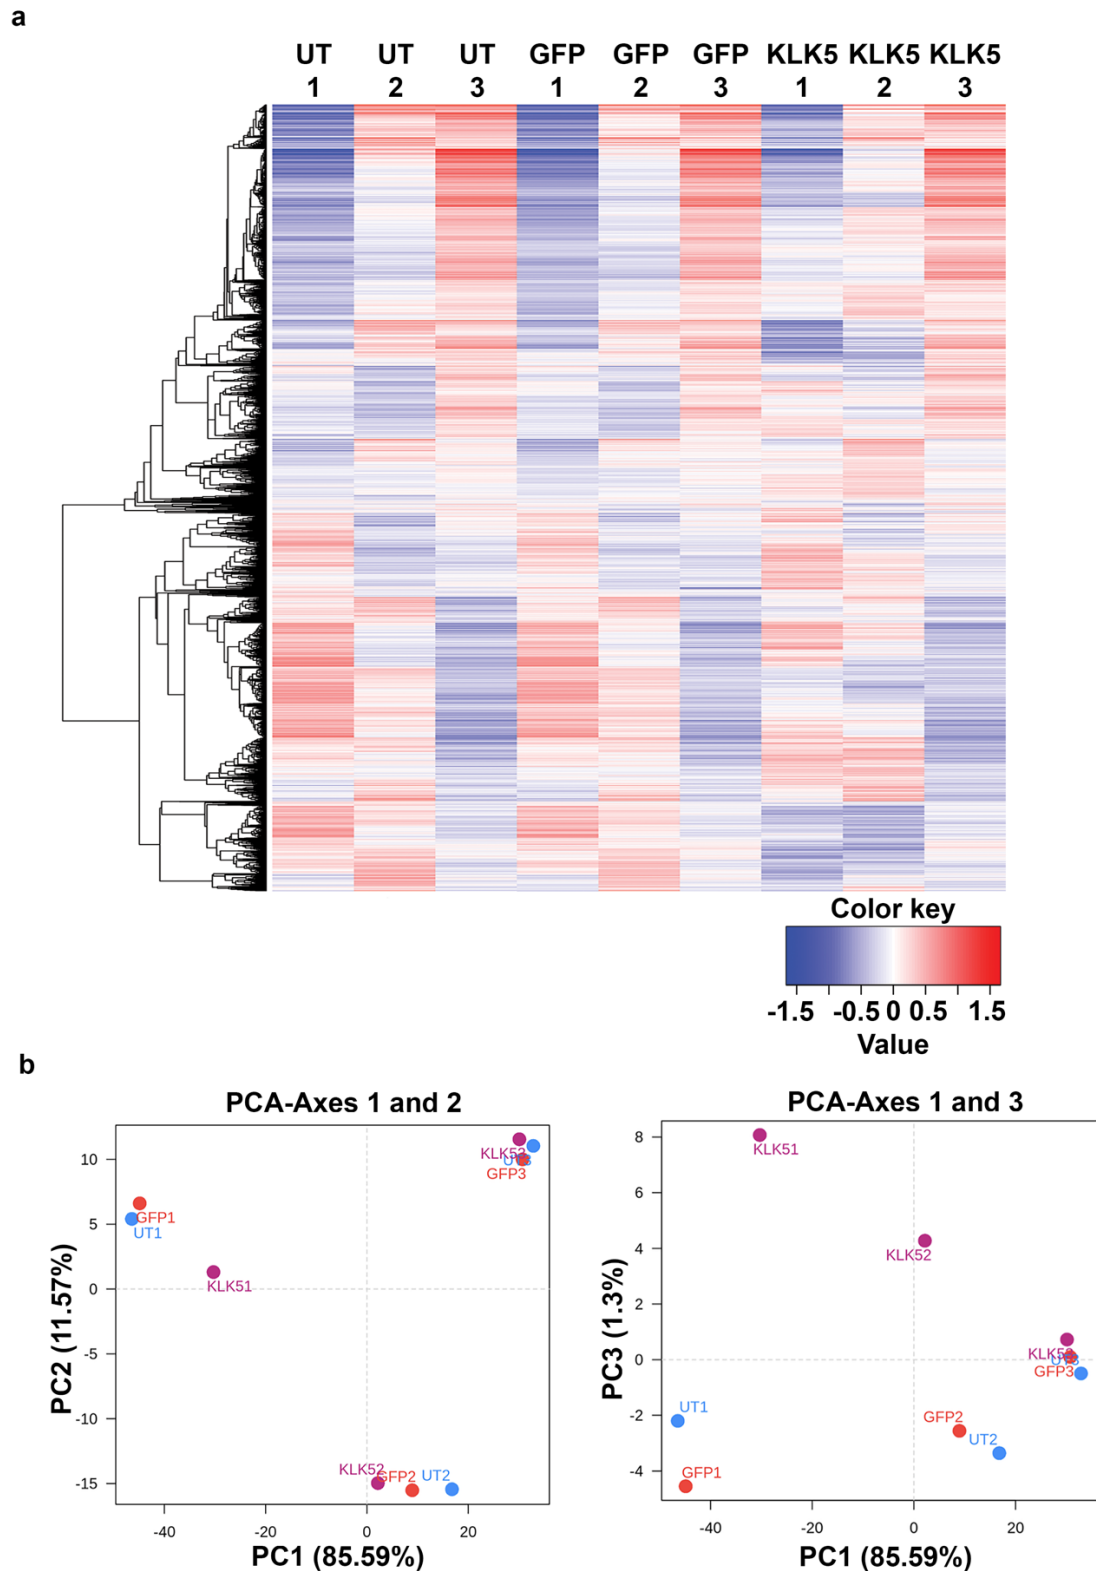 a
UT UT UT GFP GFP GFP KLK5 KLK5 KLK5
1 2 3 1 2 3 1 2 3
Color key
-1.5 -0.5 0 0.5 1.5
Value
b
PCA-Axes 1 and 2
10
5
0
-5
-10
-15
PC2 (11.57%)
KLK53
UT3
GFP3
GFP1
UT1
KLK51
KLK52
GFP2
UT2
-40 -20 0 20
PC1 (85.59%)
PCA-Axes 1 and 3
8
6
4
2
0
-2
-4
PC3 (1.3%)
KLK51
KLK52
KLK53
UT3
GFP3
UT1
GFP2
UT2
GFP1
-40 -20 0 20
PC1 (85.59%)